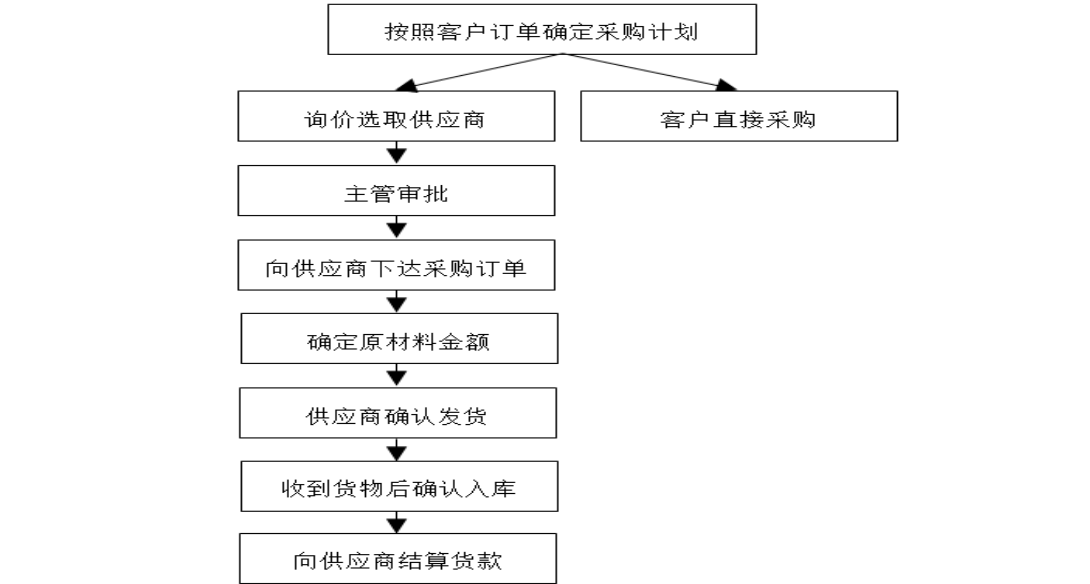 按照客户订单确定采购计划
询价选取供应商
客户直接采购
主管审批
向供应商下达采购订单
确定原材料金额
供应商确认发货
收到货物后确认入库
向供应商结算货款